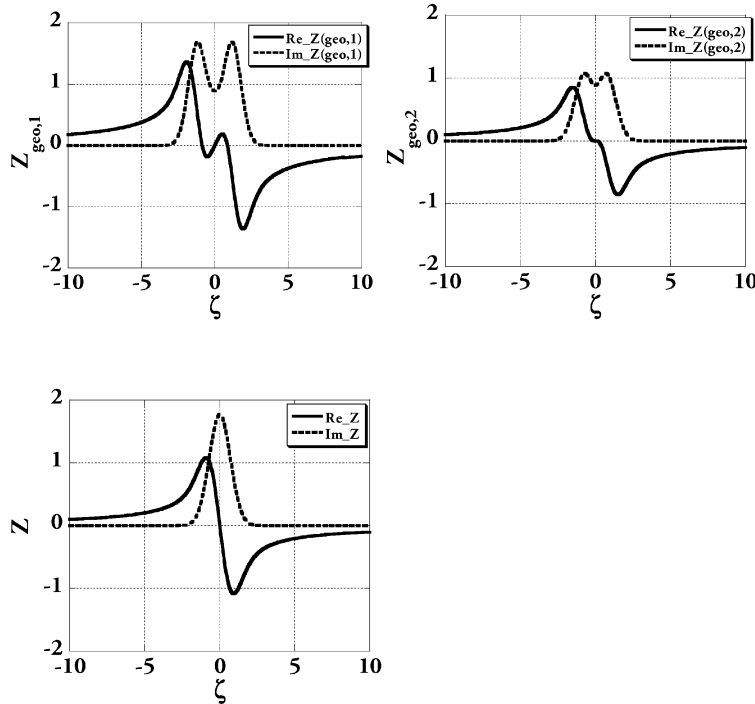 2
Re_Z(geo,1)
Im_Z(geo,1)
1
Z geo,1
0
-1
-2
-10 -5 0 5 10
ζ
2
Re_Z(geo,2)
Im_Z(geo,2)
1
Z geo,2
0
-1
-2
-10 -5 0 5 10
ζ
2
Re_Z
Im_Z
1
Z
0
-1
-2
-10 -5 0 5 10
ζ